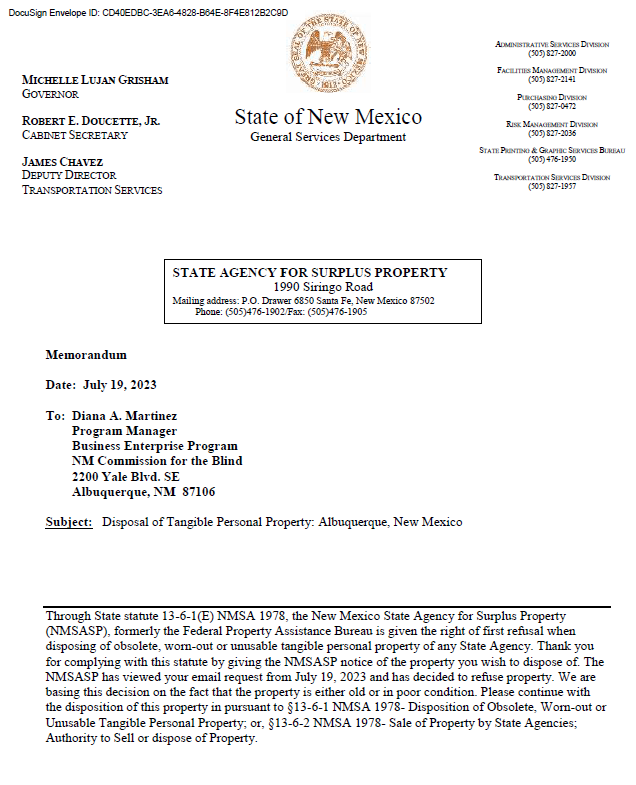 DocuSign Envelope ID: CD40EDBC-3EA6-4828-B64E-8F4E812B2C9D
MICHELLE LUJAN GRISHAM
GOVERNOR
ROBERT E. DOUCETTE, JR.
CABINET SECRETARY
JAMES CHAVEZ
DEPUTY DIRECTOR
TRANSPORTATION SERVICES
State of New Mexico
General Services Department
ADMINISTRATIVE SERVICES DIVISION
(505) 827-2000
FACILITIES MANAGEMENT DIVISION
(505) 827-2141
PURCHASING DIVISION
(505) 827-0472
RISK MANAGEMENT DIVISION
(505) 827-2036
STATE PRINTING & GRAPHIC SERVICES BUREAU
(505) 476-1950
TRANSPORTATION SERVICES DIVISION
(505) 827-1957
STATE AGENCY FOR SURPLUS PROPERTY
1990 Siringo Road
Mailing address: P.O. Drawer 6850 Santa Fe, New Mexico 87502
Phone: (505)476-1902/Fax: (505)476-1905
Memorandum
Date: July 19, 2023
To: Diana A. Martinez
Program Manager
Business Enterprise Program
NM Commission for the Blind
2200 Yale Blvd. SE
Albuquerque, NM 87106
Subject: Disposal of Tangible Personal Property: Albuquerque, New Mexico
Through State statute 13-6-1(E) NMSA 1978, the New Mexico State Agency for Surplus Property
(NMSASP), formerly the Federal Property Assistance Bureau is given the right of first refusal when
disposing of obsolete, worn-out or unusable tangible personal property of any State Agency. Thank you
for complying with this statute by giving the NMSASP notice of the property you wish to dispose of. The
NMSASP has viewed your email request from July 19, 2023 and has decided to refuse property. We are
basing this decision on the fact that the property is either old or in poor condition. Please continue with
the disposition of this property in pursuant to §13-6-1 NMSA 1978- Disposition of Obsolete, Worn-out or
Unusable Tangible Personal Property; or, §13-6-2 NMSA 1978- Sale of Property by State Agencies;
Authority to Sell or dispose of Property.